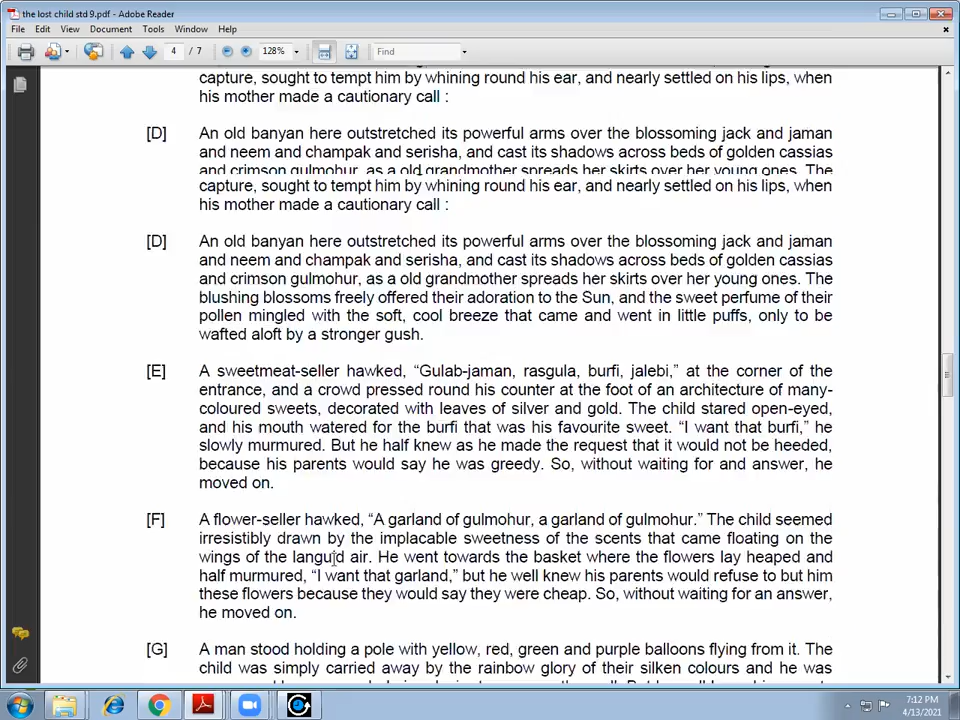 the lost child std 9.pdf - Adobe Reader
File Edit View Document Tools Window Help
4 / 7 128% Find
capture, sought to tempt him by whining round his ear, and nearly settled on his lips, when
his mother made a cautionary call :
[D] An old banyan here outstretched its powerful arms over the blossoming jack and jaman
and neem and champak and serisha, and cast its shadows across beds of golden cassias
and crimson gulmohur, as a old grandmother spreads her skirts over her young ones. The
capture, sought to tempt him by whining round his ear, and nearly settled on his lips, when
his mother made a cautionary call :
[D] An old banyan here outstretched its powerful arms over the blossoming jack and jaman
and neem and champak and serisha, and cast its shadows across beds of golden cassias
and crimson gulmohur, as a old grandmother spreads her skirts over her young ones. The
blushing blossoms freely offered their adoration to the Sun, and the sweet perfume of their
pollen mingled with the soft, cool breeze that came and went in little puffs, only to be
wafted aloft by a stronger gush.
[E] A sweetmeat-seller hawked, “Gulab-jaman, rasgula, burfi, jalebi,” at the corner of the
entrance, and a crowd pressed round his counter at the foot of an architecture of many-
coloured sweets, decorated with leaves of silver and gold. The child stared open-eyed,
and his mouth watered for the burfi that was his favourite sweet. “I want that burfi,” he
slowly murmured. But he half knew as he made the request that it would not be heeded,
because his parents would say he was greedy. So, without waiting for and answer, he
moved on.
[F] A flower-seller hawked, “A garland of gulmohur, a garland of gulmohur.” The child seemed
irresistibly drawn by the implacable sweetness of the scents that came floating on the
wings of the languid air. He went towards the basket where the flowers lay heaped and
half murmured, “I want that garland,” but he well knew his parents would refuse to but him
these flowers because they would say they were cheap. So, without waiting for an answer,
he moved on.
[G] A man stood holding a pole with yellow, red, green and purple balloons flying from it. The
child was simply carried away by the rainbow glory of their silken colours and he was
7:12 PM
4/13/2021